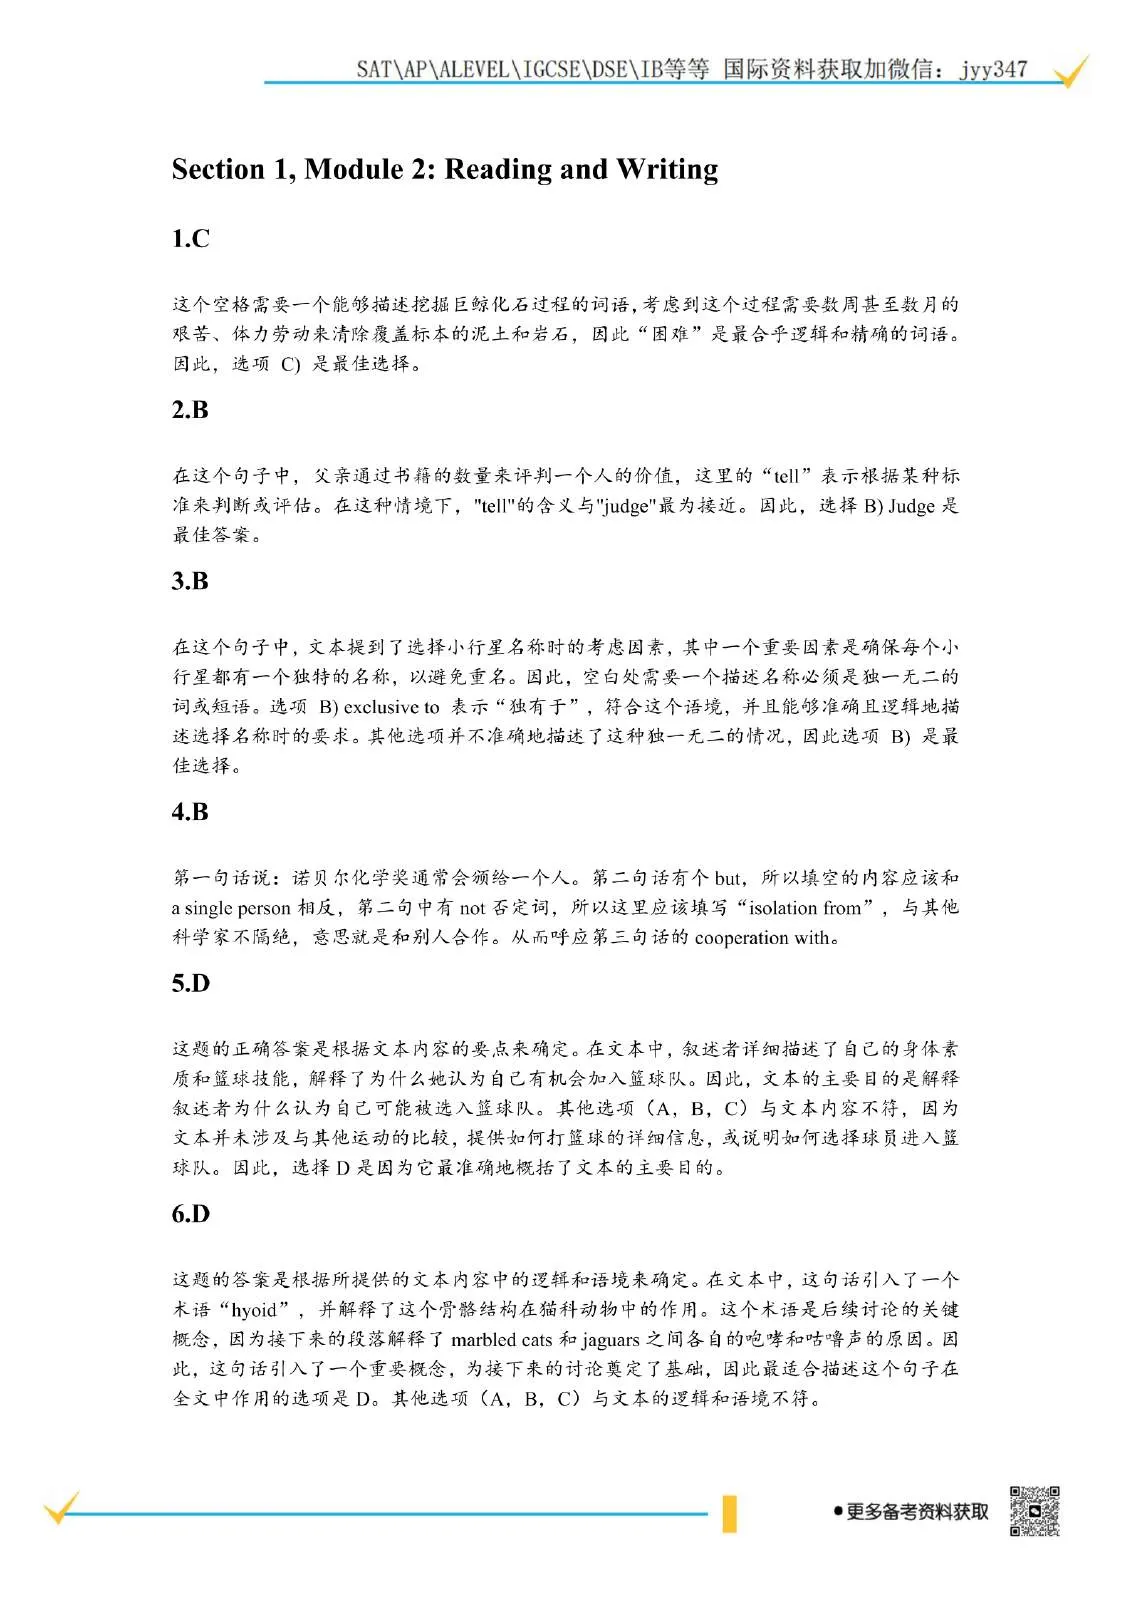 SAT\AP\ALEVEL\IGCSE\DSE\IB等等 国际资料获取加微信：jyy347
Section 1, Module 2: Reading and Writing
1.C
这个空格需要一个能够描述挖掘巨鲸化石过程的词语，考虑到这个过程需要数周甚至数月的
艰苦、体力劳动来清除覆盖标本的泥土和岩石，因此“困难”是最合乎逻辑和精确的词语。
因此，选项 C) 是最佳选择。
2.B
在这个句子中，父亲通过书籍的数量来评判一个人的价值，这里的“tell”表示根据某种标
准来判断或评估。在这种情境下，"tell"的含义与"judge"最为接近。因此，选择 B) Judge 是
最佳答案。
3.B
在这个句子中，文本提到了选择小行星名称时的考虑因素，其中一个重要因素是确保每个小
行星都有一个独特的名称，以避免重名。因此，空白处需要一个描述名称必须是独一无二的
词或短语。选项 B) exclusive to 表示“独有于”，符合这个语境，并且能够准确且逻辑地描
述选择名称时的要求。其他选项并不准确地描述了这种独一无二的情况，因此选项 B) 是最
佳选择。
4.B
第一句话说：诺贝尔化学奖通常会颁给一个人。第二句话有个 but，所以填空的内容应该和
a single person 相反，第二句中有 not 否定词，所以这里应该填写“isolation from”，与其他
科学家不隔绝，意思就是和别人合作。从而呼应第三句话的 cooperation with。
5.D
这题的正确答案是根据文本内容的要点来确定。在文本中，叙述者详细描述了自己的身体素
质和篮球技能，解释了为什么她认为自己有机会加入篮球队。因此，文本的主要目的是解释
叙述者为什么认为自己可能被选入篮球队。其他选项（A，B，C）与文本内容不符，因为
文本并未涉及与其他运动的比较，提供如何打篮球的详细信息，或说明如何选择球员进入篮
球队。因此，选择 D 是因为它最准确地概括了文本的主要目的。
6.D
这题的答案是根据所提供的文本内容中的逻辑和语境来确定。在文本中，这句话引入了一个
术语“hyoid”，并解释了这个骨骼结构在猫科动物中的作用。这个术语是后续讨论的关键
概念，因为接下来的段落解释了 marbled cats 和 jaguars 之间各自的咆哮和咕噜声的原因。因
此，这句话引入了一个重要概念，为接下来的讨论奠定了基础，因此最适合描述这个句子在
全文中作用的选项是 D。其他选项（A，B，C）与文本的逻辑和语境不符。
•更多备考资料获取